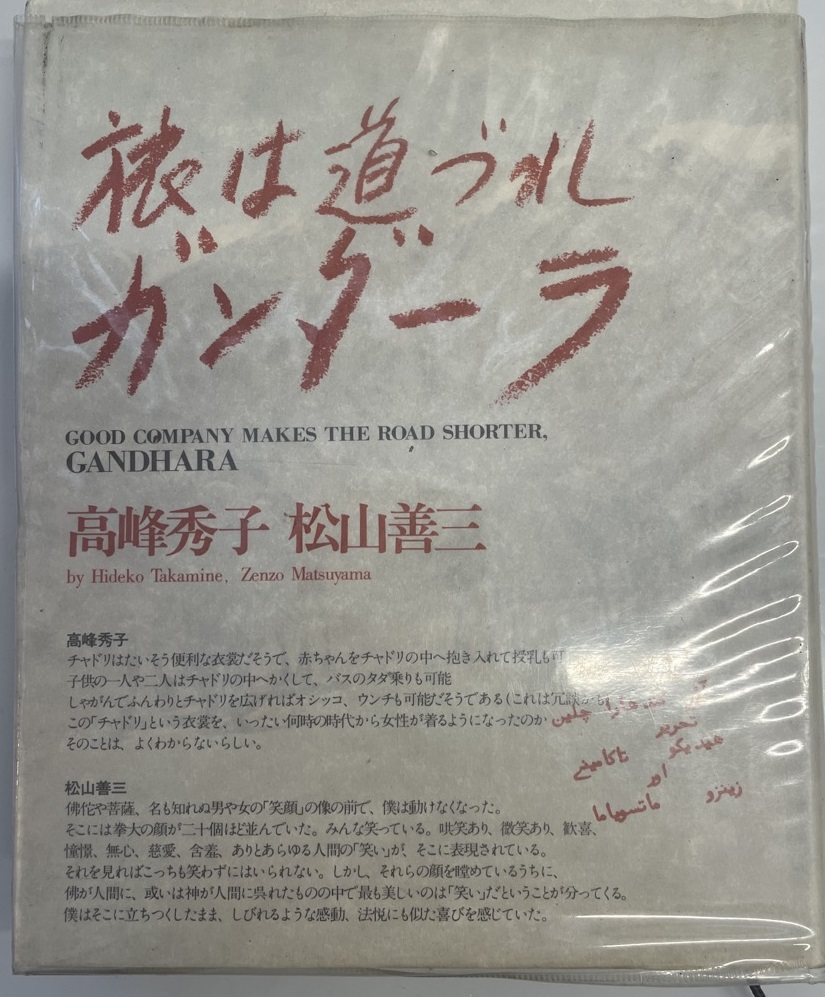 旅は道づれ
ガンダーラ
GOOD COMPANY MAKES THE ROAD SHORTER,
GANDHARA
高峰秀子 松山善三
by Hideko Takamine, Zenzo Matsuyama
高峰秀子
チャドリはたいそう便利な衣裳だそうで、赤ちゃんをチャドリの中へ抱き入れて授乳も可
子供の一人や二人はチャドリの中へかくして、バスのタダ乗りも可能
しゃがんでふんわりとチャドリを広げればオシッコ、ウンチも可能だそうである(これは冗談かも
この「チャドリ」という衣裳を、いったい何時の時代から女性が着るようになったのか
そのことは、よくわからないらしい。
گندهارا چلیں
تحریر
ھیدیکو تاکامینے
اور
زینزو ماتسویاما
松山善三
佛陀や菩薩、名も知れぬ男や女の「笑顔」の像の前で、僕は動けなくなった。
そこには拳大の顔が二十個ほど並んでいた。みんな笑っている。哄笑あり、微笑あり、歓喜、
憧憬、無心、慈愛、含羞、ありとあらゆる人間の「笑い」が、そこに表現されている。
それを見ればこっちも笑わずにはいられない。しかし、それらの顔を瞠めているうちに、
佛が人間に、或いは神が人間に呉れたものの中で最も美しいのは「笑い」だということが分ってくる。
僕はそこに立ちつくしたまま、しびれるような感動、法悦にも似た喜びを感じていた。